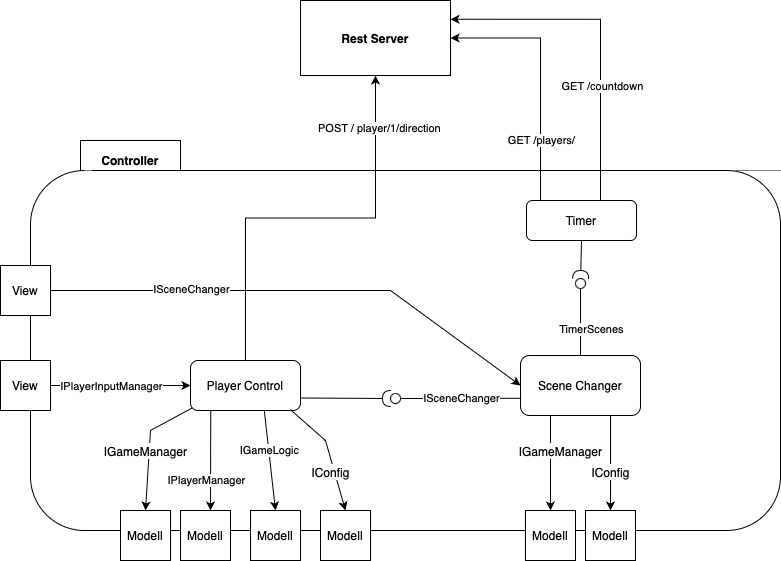 Rest Server
GET /countdown
POST / player/1/direction
GET /players/
Controller
Timer
View
ISceneChanger
TimerScenes
View
IPlayerInputManager
Player Control
ISceneChanger
Scene Changer
IGameManager
IPlayerManager
IGameLogic
IConfig
IGameManager
IConfig
Modell
Modell
Modell
Modell
Modell
Modell